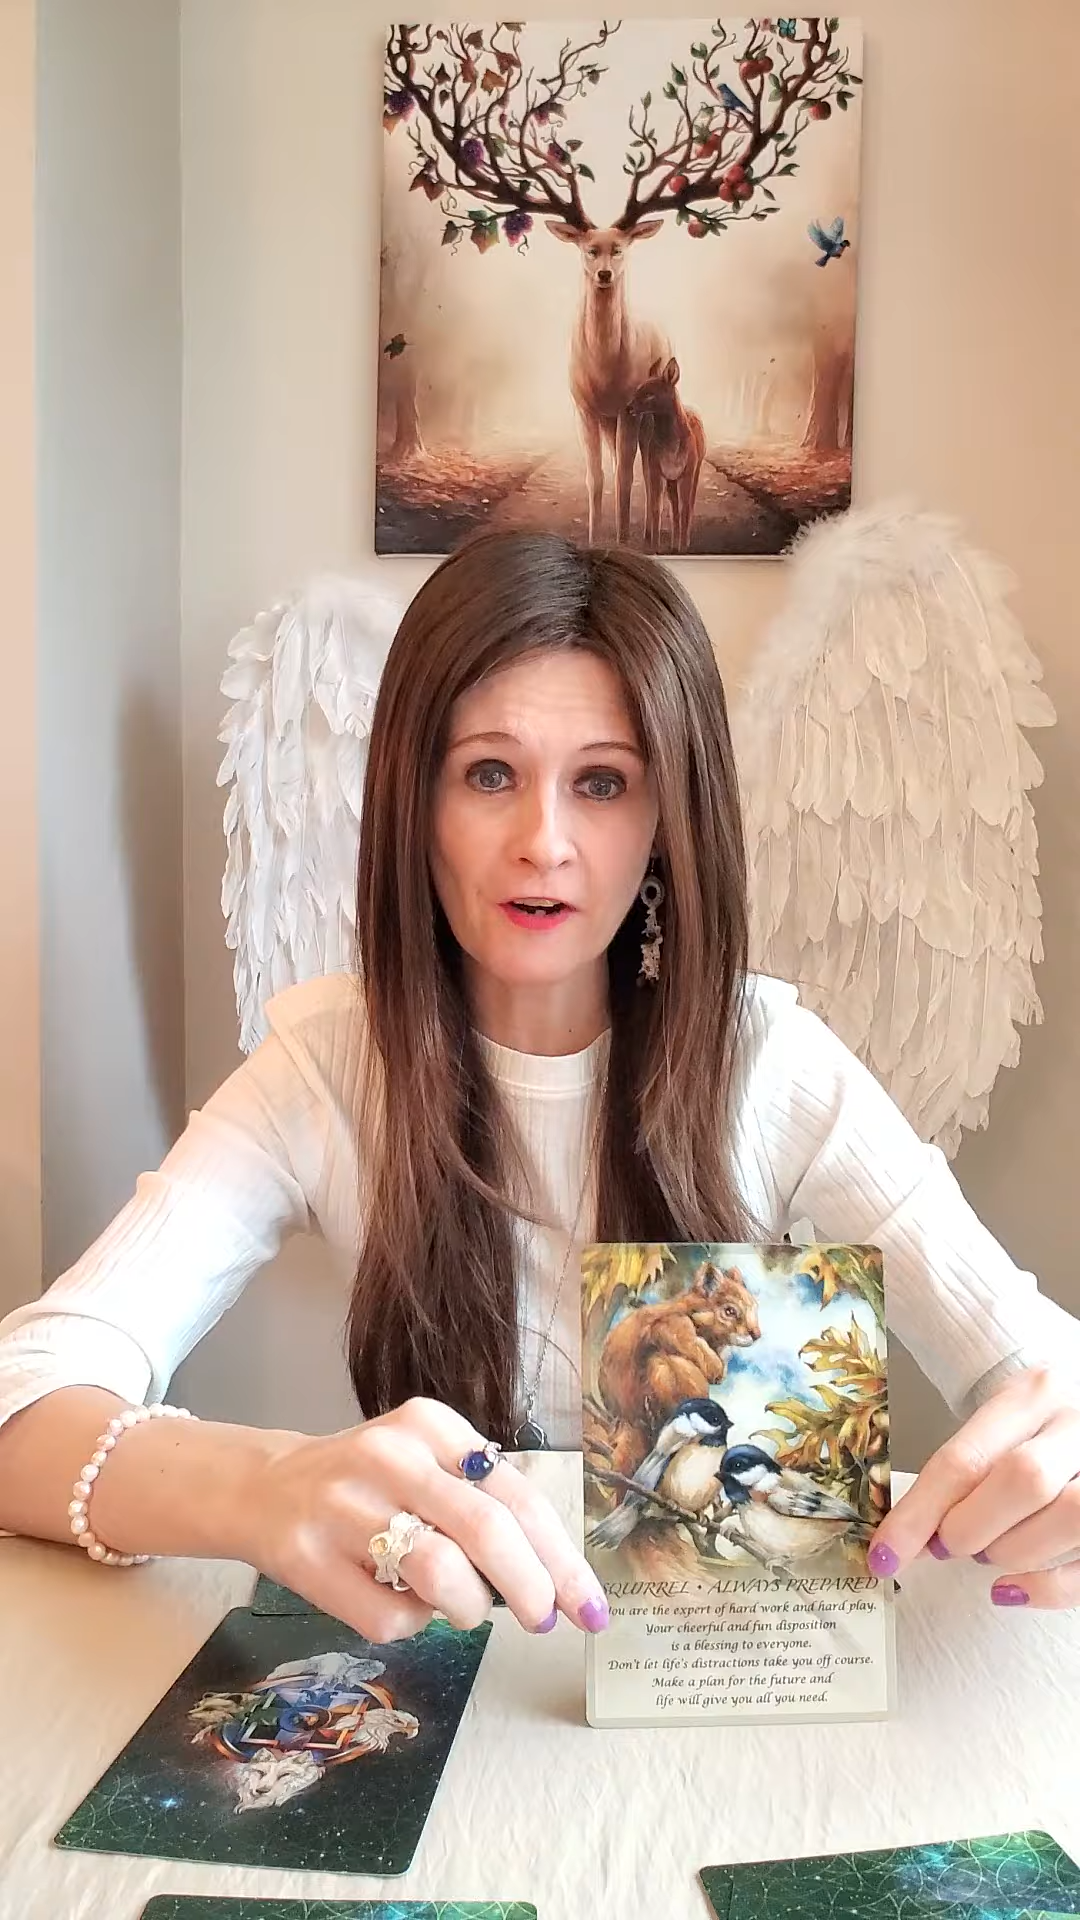 SQUIRREL • ALWAYS PREPARED
You are the expert of hard work and hard play.
Your cheerful and fun disposition
is a blessing to everyone.
Don't let life's distractions take you off course.
Make a plan for the future and
life will give you all you need.